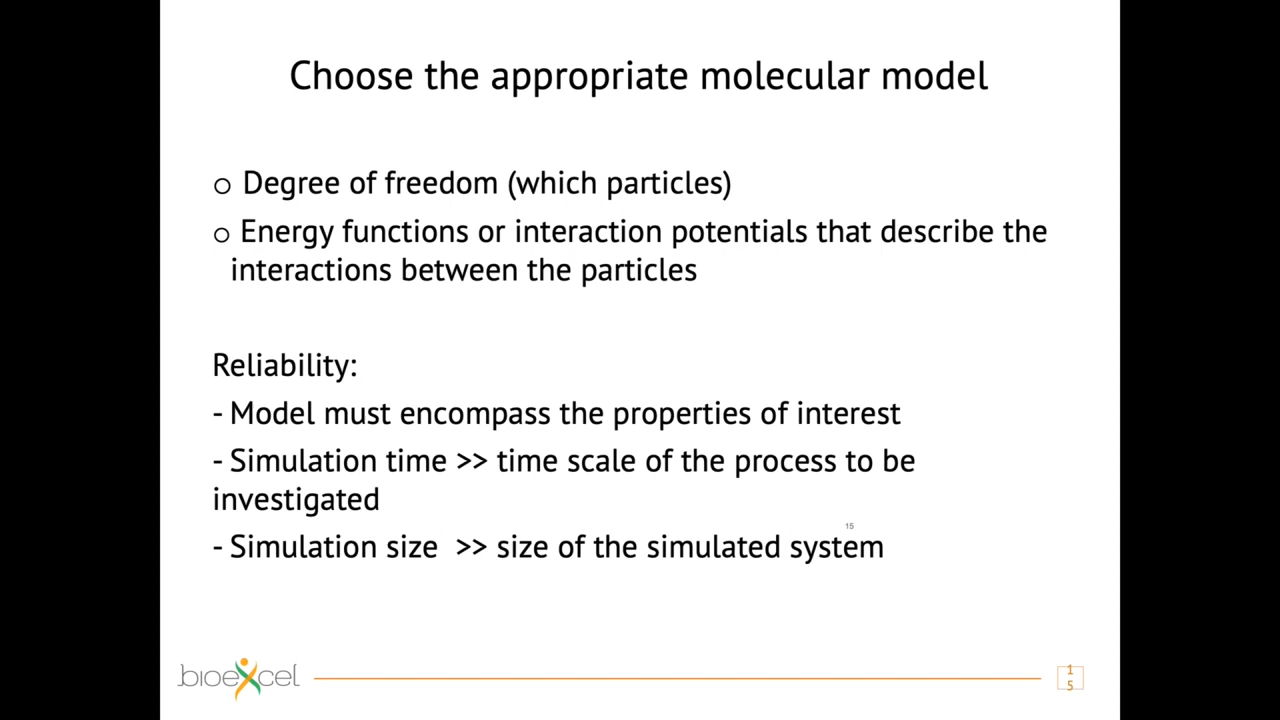 Choose the appropriate molecular model
o Degree of freedom (which particles)
o Energy functions or interaction potentials that describe the
interactions between the particles
Reliability:
- Model must encompass the properties of interest
- Simulation time >> time scale of the process to be
investigated
15
- Simulation size >> size of the simulated system
bioexcel
1
5